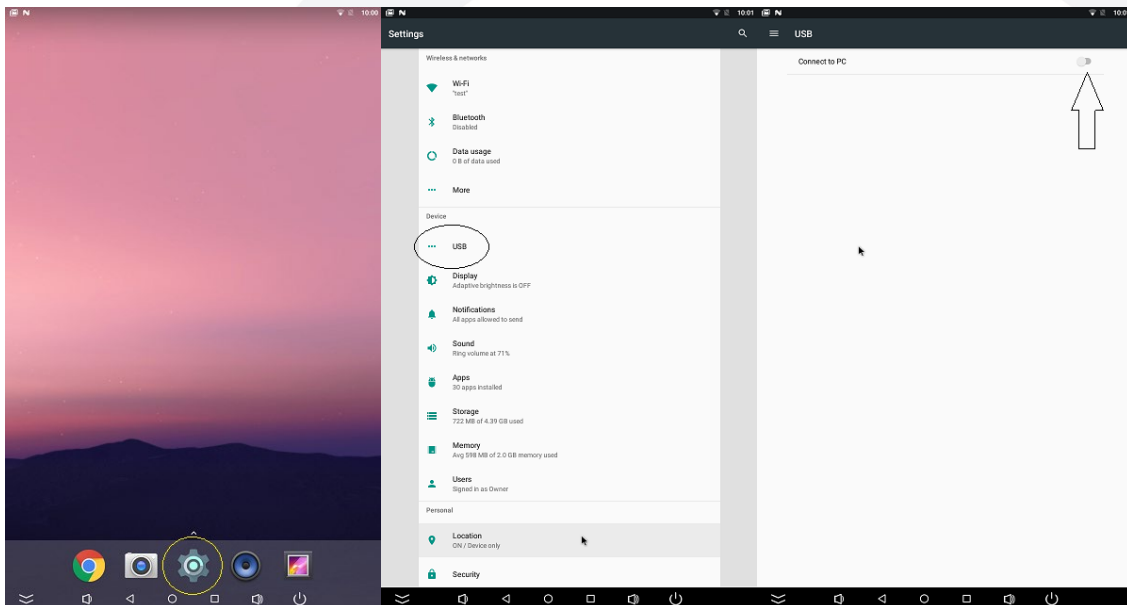 10:00
10:01
Settings
Wireless & networks
Wi-Fi
"test"
Bluetooth
Disabled
Data usage
0 B of data used
More
Device
USB
Display
Adaptive brightness is OFF
Notifications
All apps allowed to send
Sound
Ring volume at 71%
Apps
30 apps installed
Storage
722 MB of 4.39 GB used
Memory
Avg 598 MB of 2.0 GB memory used
Users
Signed in as Owner
Personal
Location
ON / Device only
Security
USB
Connect to PC